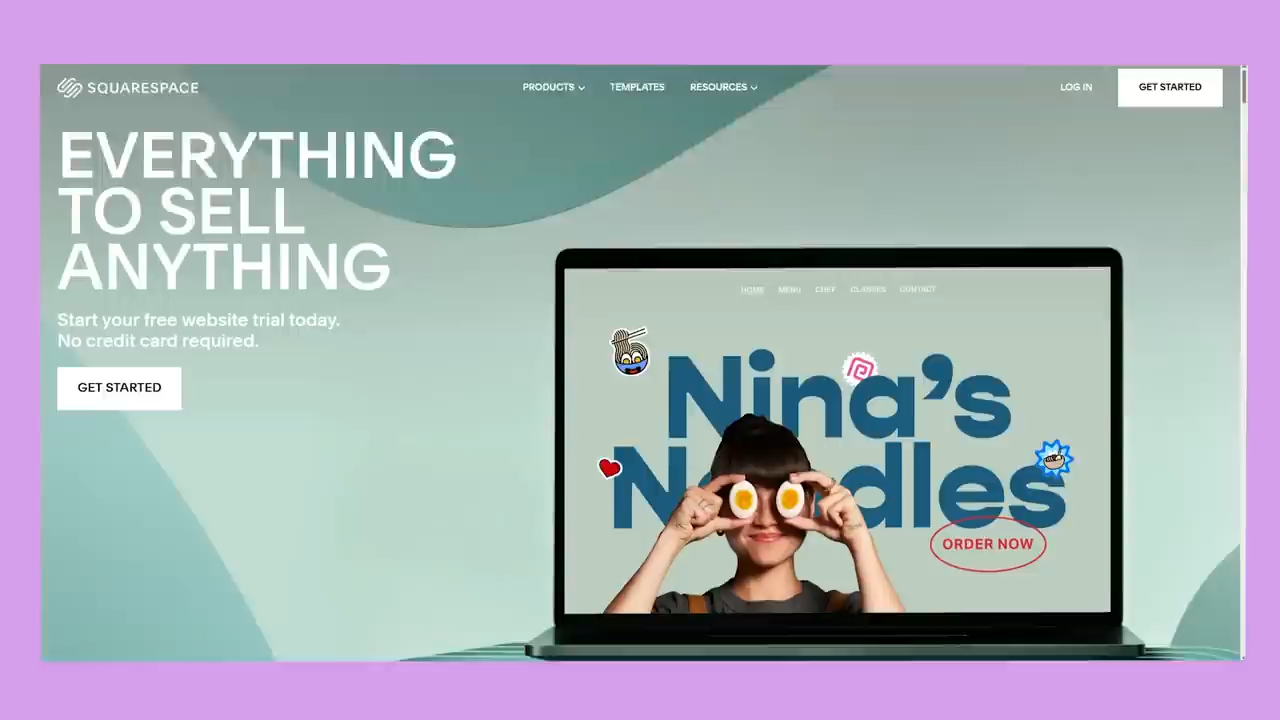 SQUARESPACE
PRODUCTS
TEMPLATES
RESOURCES
LOG IN
GET STARTED
EVERYTHING
TO SELL
ANYTHING
Start your free website trial today.
No credit card required.
GET STARTED
HOME MENU CHEF CLASSES CONTACT
Nina's
Noodles
ORDER NOW